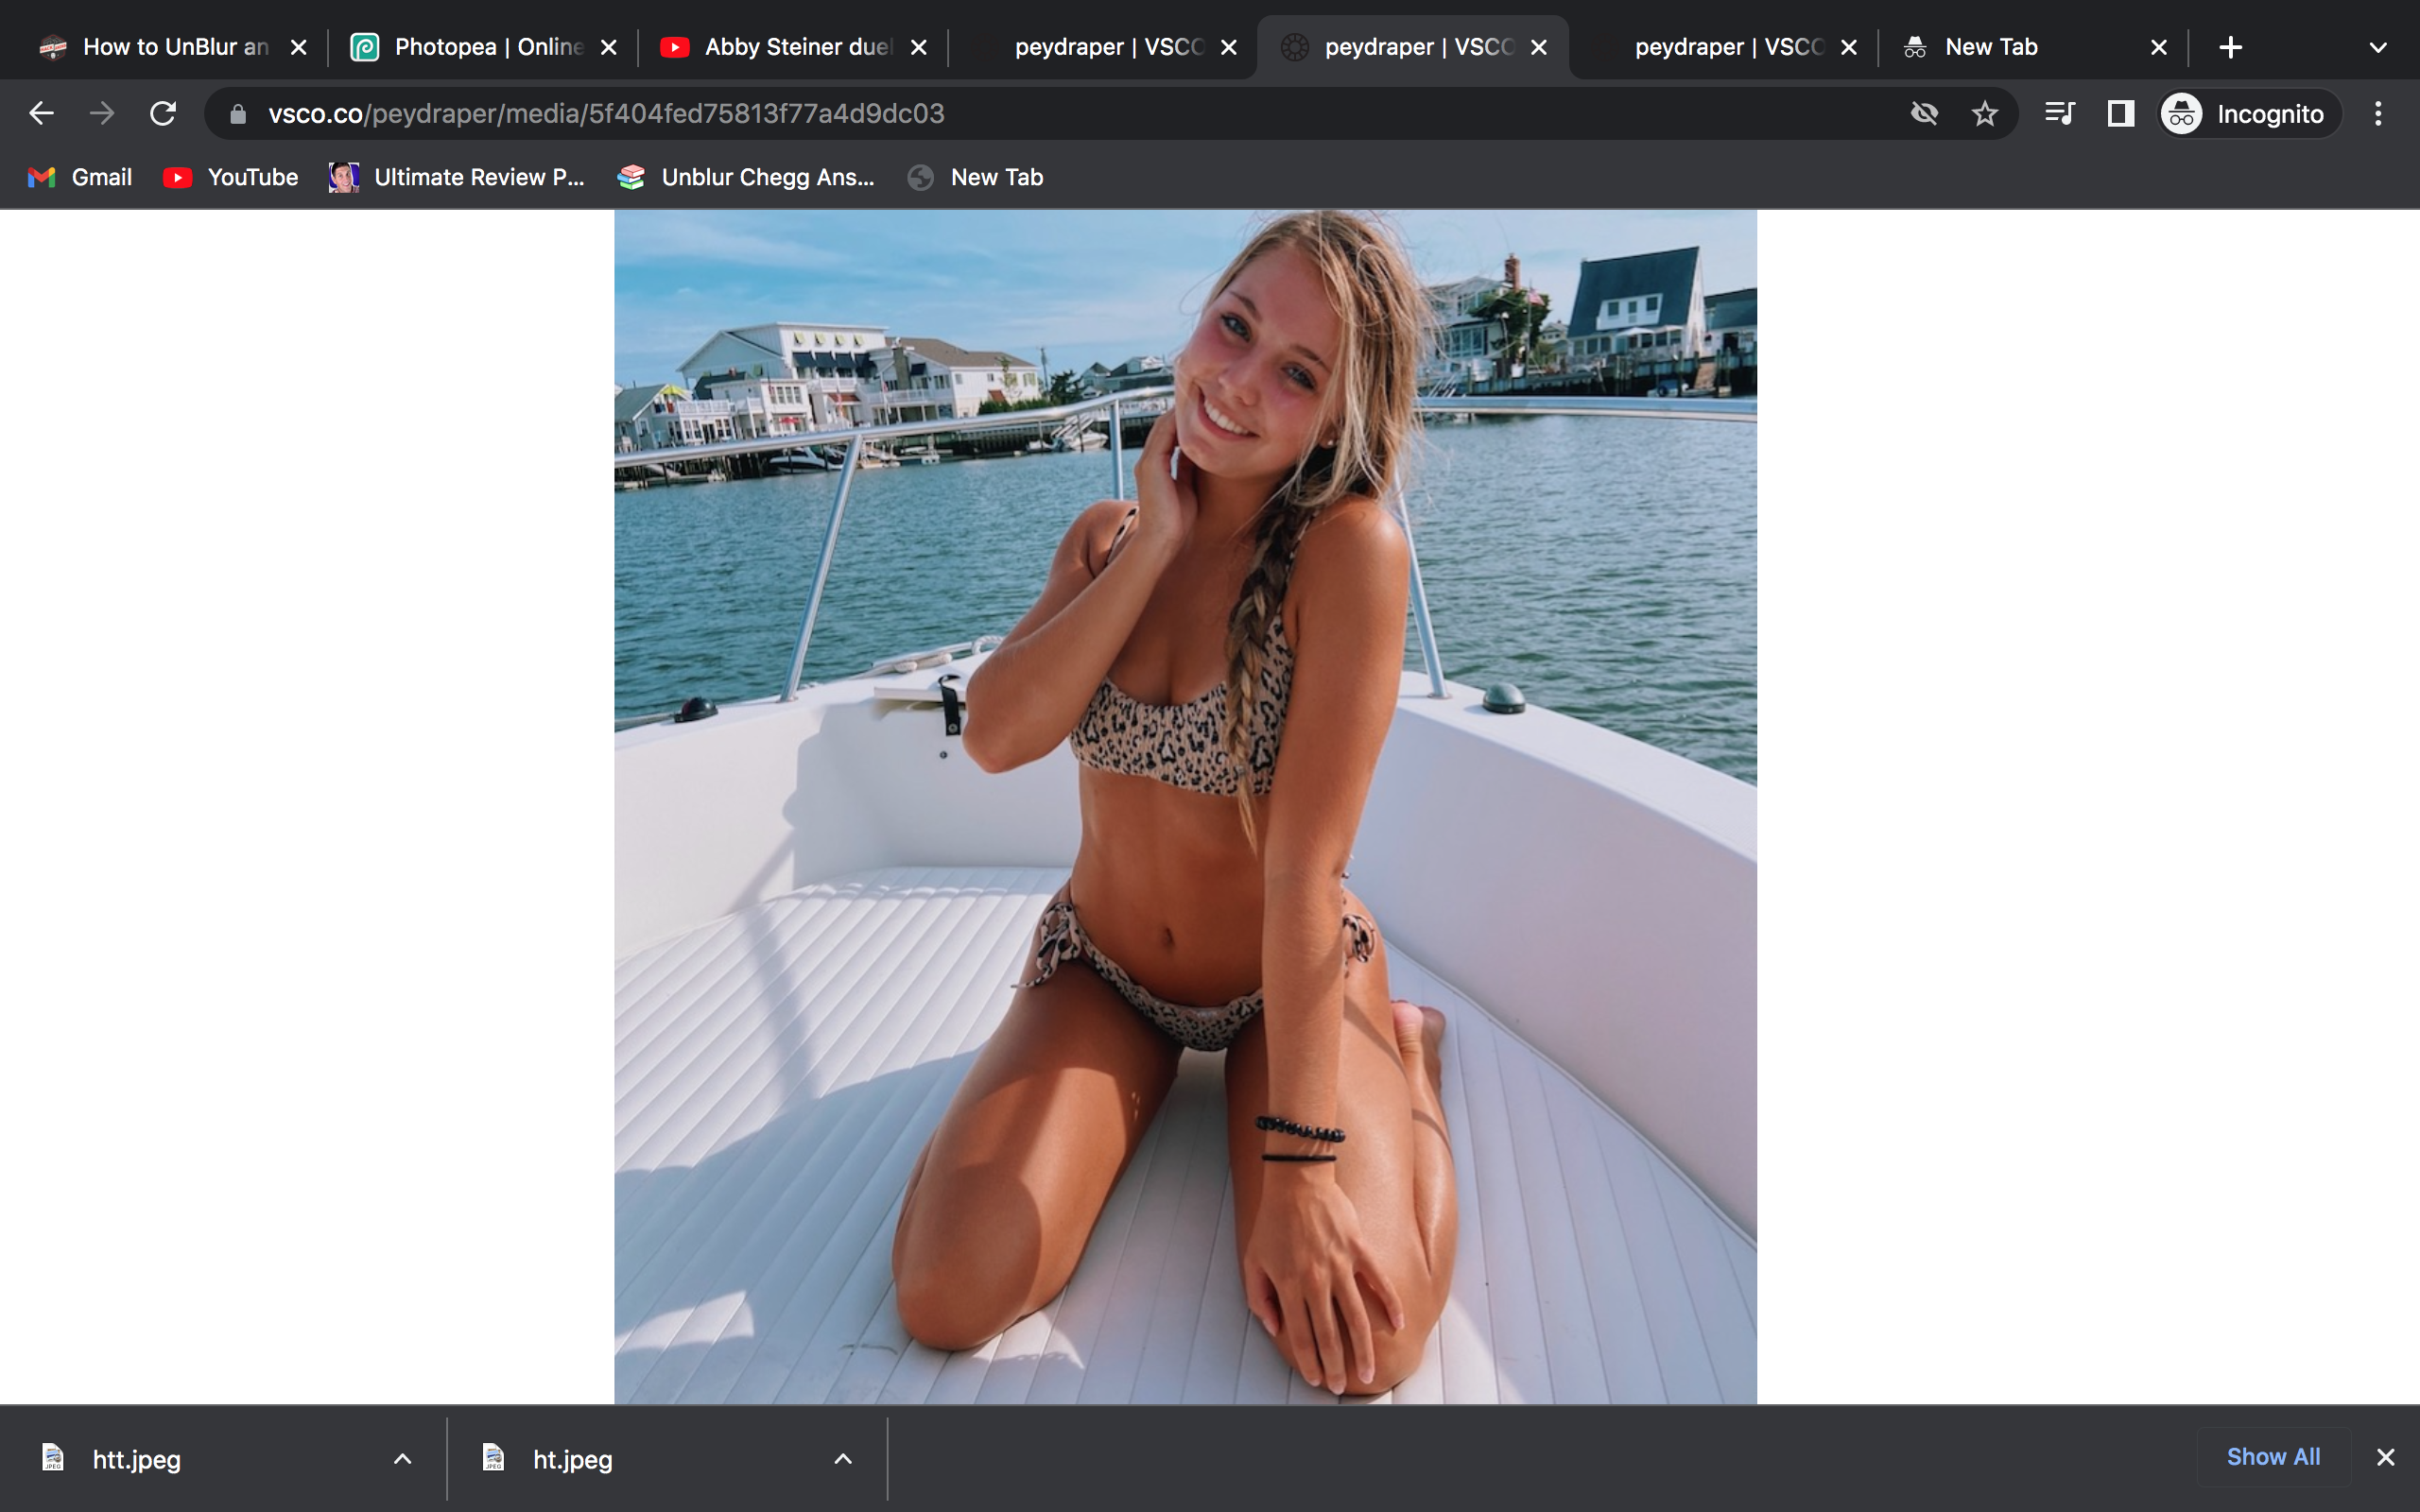 How to UnBlur an
Photopea | Online
Abby Steiner due
peydraper | VSCO
peydraper | VSCO
peydraper | VSCO
New Tab
vsco.co/peydraper/media/5f404fed75813f77a4d9dc03
Incognito
Gmail
YouTube
Ultimate Review P...
Unblur Chegg Ans...
New Tab
htt.jpeg
ht.jpeg
Show All